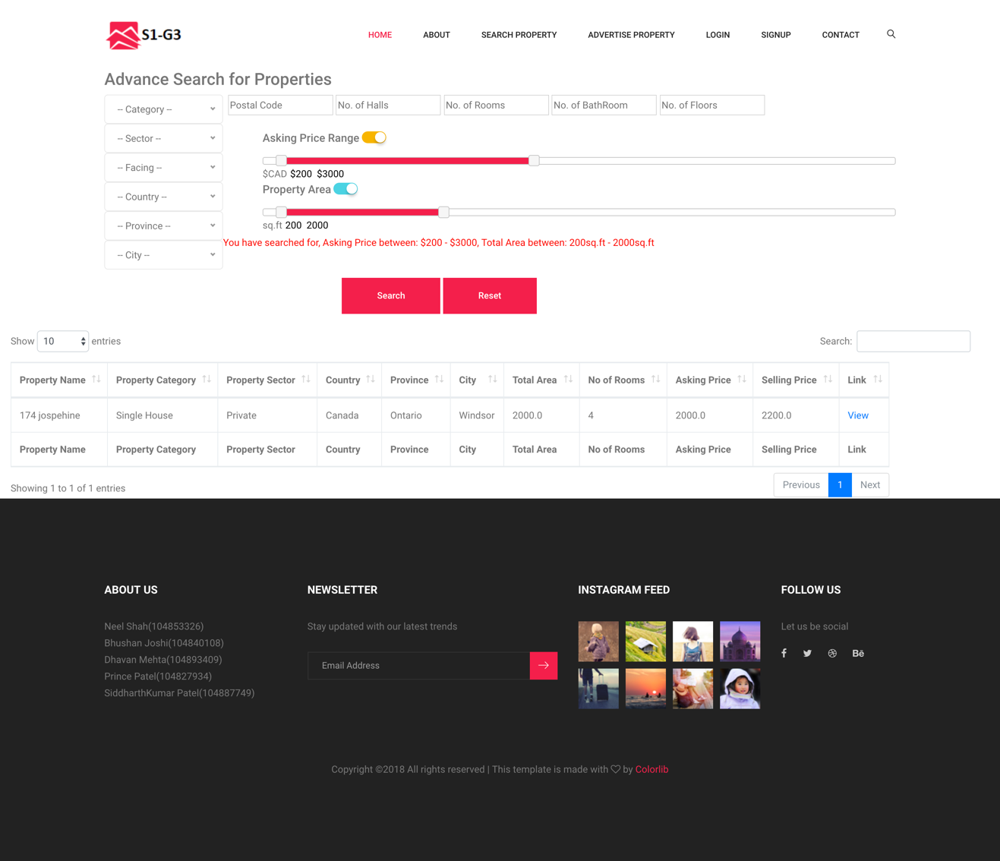 S1-G3
HOME ABOUT SEARCH PROPERTY ADVERTISE PROPERTY LOGIN SIGNUP CONTACT
Advance Search for Properties
-- Category --
Postal Code
No. of Halls
No. of Rooms
No. of BathRoom
No. of Floors
-- Sector --
Asking Price Range
-- Facing --
$CAD $200 $3000
Property Area
-- Country --
-- Province --
sq.ft 200 2000
You have searched for, Asking Price between: $200 - $3000, Total Area between: 200sq.ft - 2000sq.ft
-- City --
Search Reset
Show 10 entries
Search:
Property Name Property Category Property Sector Country Province City Total Area No of Rooms Asking Price Selling Price Link
174 jospehine Single House Private Canada Ontario Windsor 2000.0 4 2000.0 2200.0 View
Property Name Property Category Property Sector Country Province City Total Area No of Rooms Asking Price Selling Price Link
Showing 1 to 1 of 1 entries
Previous 1 Next
ABOUT US
Neel Shah(104853326)
Bhushan Joshi(104840108)
Dhavan Mehta(104893409)
Prince Patel(104827934)
SiddharthKumar Patel(104887749)
NEWSLETTER
Stay updated with our latest trends
Email Address
INSTAGRAM FEED
FOLLOW US
Let us be social
Bē
Copyright ©2018 All rights reserved | This template is made with ♡ by Colorlib